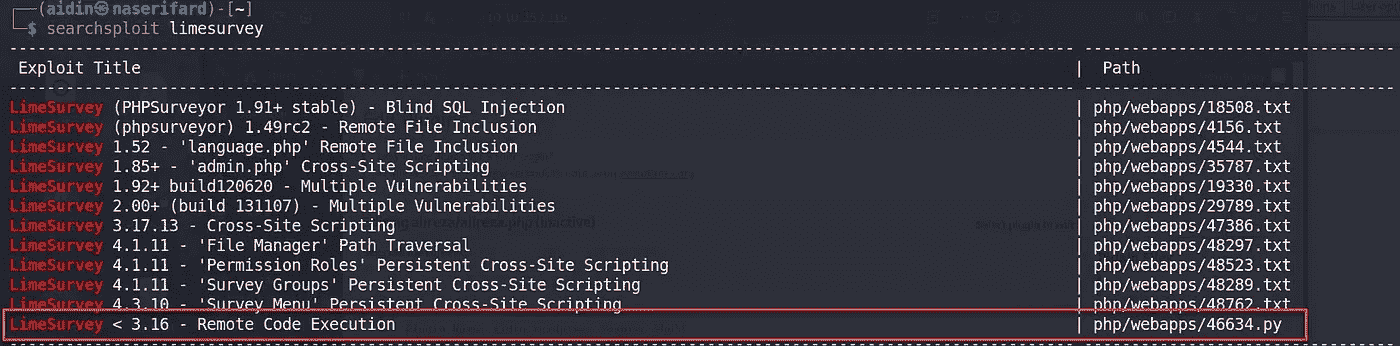 (aidin㉿naserifard)-[~]
$ searchsploit limesurvey
Exploit Title | Path
LimeSurvey (PHPSurveyor 1.91+ stable) - Blind SQL Injection | php/webapps/18508.txt
LimeSurvey (phpsurveyor) 1.49rc2 - Remote File Inclusion | php/webapps/4156.txt
LimeSurvey 1.52 - 'language.php' Remote File Inclusion | php/webapps/4544.txt
LimeSurvey 1.85+ - 'admin.php' Cross-Site Scripting | php/webapps/35787.txt
LimeSurvey 1.92+ build120620 - Multiple Vulnerabilities | php/webapps/19330.txt
LimeSurvey 2.00+ (build 131107) - Multiple Vulnerabilities | php/webapps/29789.txt
LimeSurvey 3.17.13 - Cross-Site Scripting | php/webapps/47386.txt
LimeSurvey 4.1.11 - 'File Manager' Path Traversal | php/webapps/48297.txt
LimeSurvey 4.1.11 - 'Permission Roles' Persistent Cross-Site Scripting | php/webapps/48523.txt
LimeSurvey 4.1.11 - 'Survey Groups' Persistent Cross-Site Scripting | php/webapps/48289.txt
LimeSurvey 4.3.10 - 'Survey Menu' Persistent Cross-Site Scripting | php/webapps/48762.txt
LimeSurvey < 3.16 - Remote Code Execution | php/webapps/46634.py